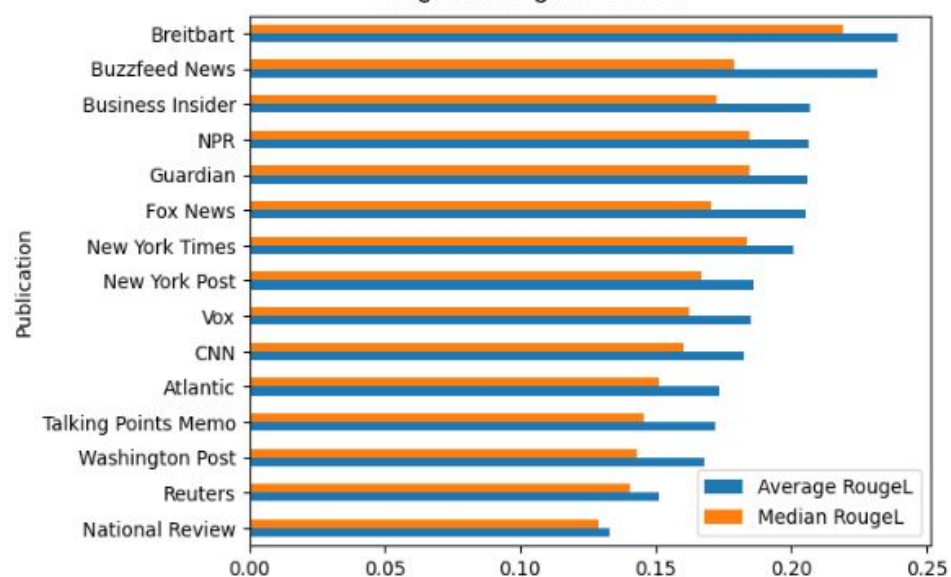 Breitbart
Buzzfeed News
Business Insider
NPR
Guardian
Fox News
New York Times
New York Post
Vox
CNN
Atlantic
Talking Points Memo
Washington Post
Reuters
National Review
Publication
Average RougeL
Median RougeL
0.00 0.05 0.10 0.15 0.20 0.25